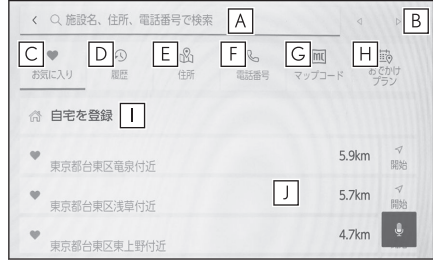 施設名、住所、電話番号で検索 A B
C D E F G H
お気に入り 履歴 住所 電話番号 マップコード おでかけプラン
自宅を登録 I
5.9km
東京都台東区竜泉付近 開始
5.7km
東京都台東区浅草付近 J 開始
4.7km
東京都台東区東上野付近